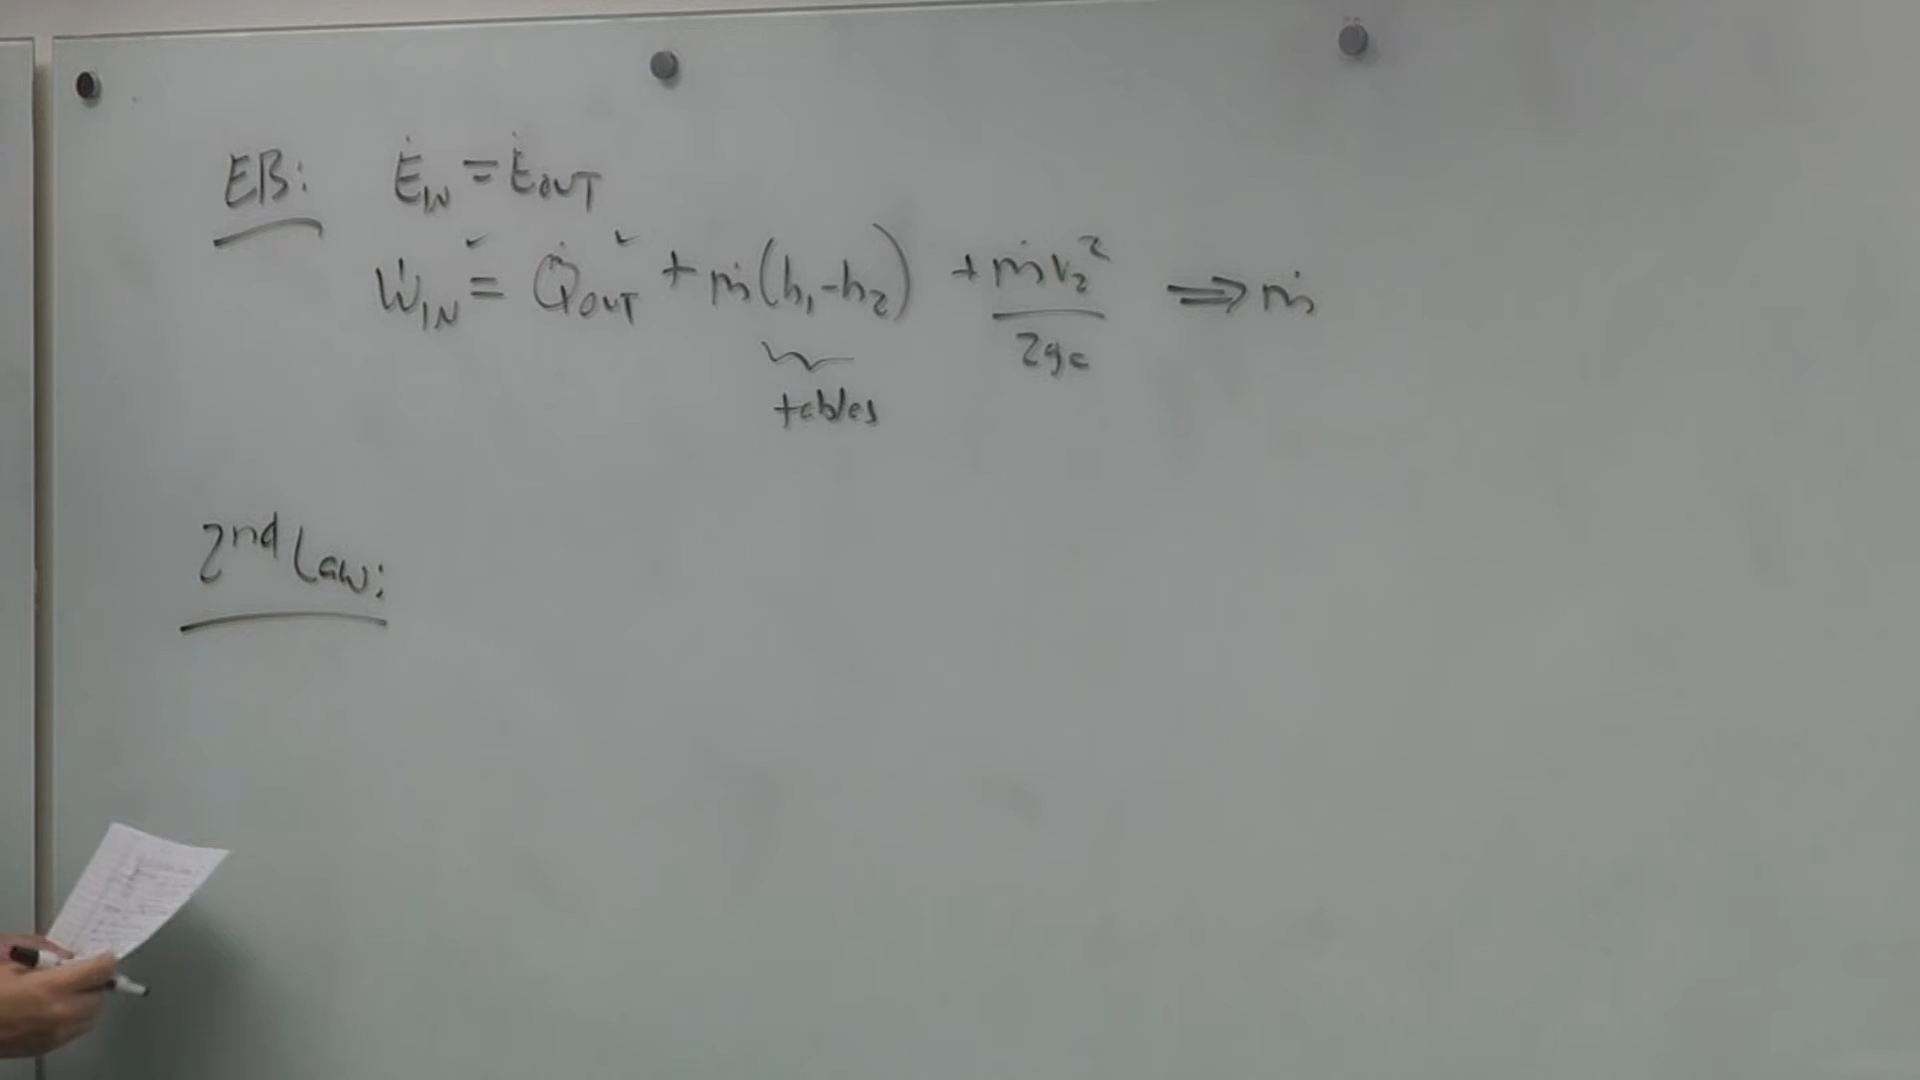 EB: Ė_IN = Ė_OUT
Ẇ_IN = Q̇_OUT + ṁ(h₁-h₂) + ṁv₂²/2gc ⇒ ṁ
tables
2nd Law: